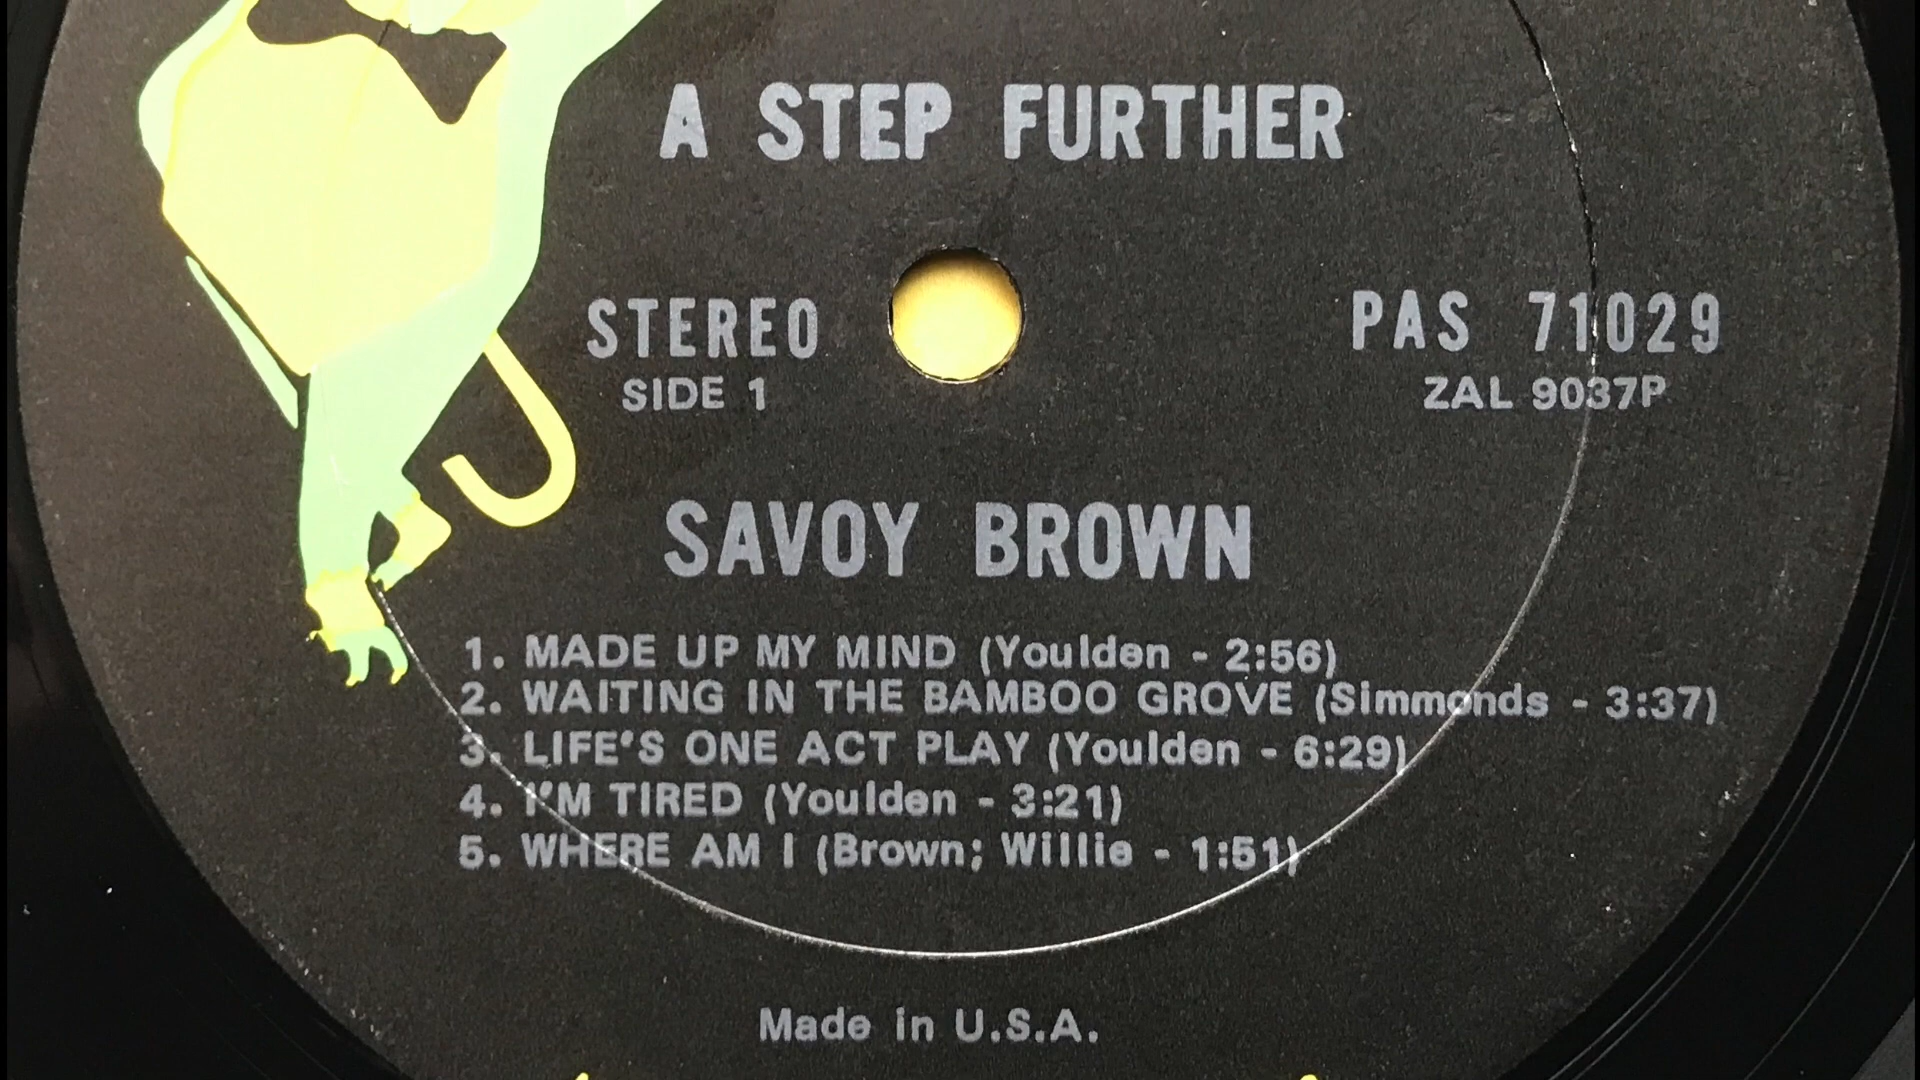 A STEP FURTHER
STEREO
SIDE 1
PAS 71029
ZAL 9037P
SAVOY BROWN
1. MADE UP MY MIND (Youlden - 2:56)
2. WAITING IN THE BAMBOO GROVE (Simmonds - 3:37)
3. LIFE'S ONE ACT PLAY (Youlden - 6:29)
4. I'M TIRED (Youlden - 3:21)
5. WHERE AM I (Brown; Willie - 1:51)
Made in U.S.A.